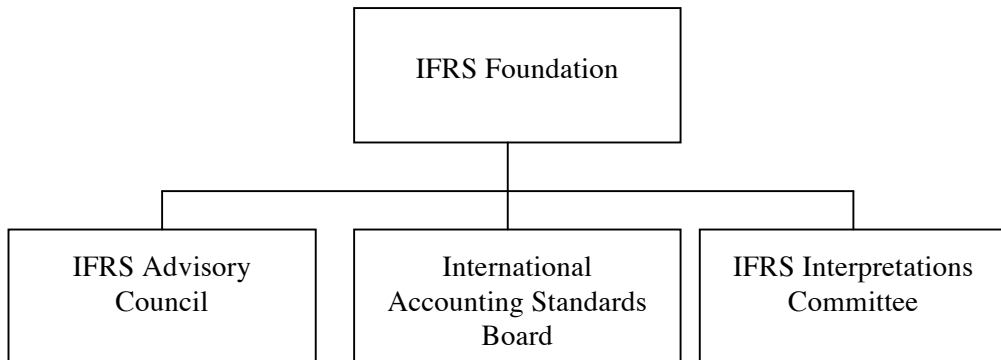 IFRS Foundation
IFRS Advisory
Council
International
Accounting Standards
Board
IFRS Interpretations
Committee